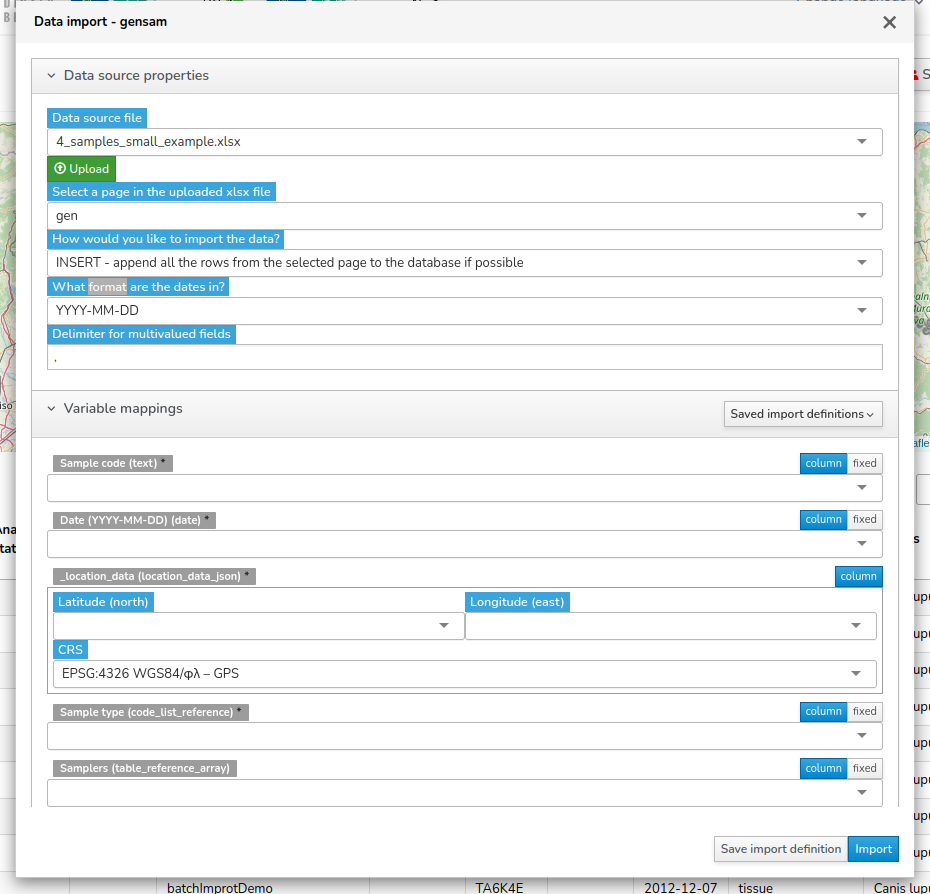 Data import - gensam
Data source properties
Data source file
4_samples_small_example.xlsx
Upload
Select a page in the uploaded xlsx file
gen
How would you like to import the data?
INSERT - append all the rows from the selected page to the database if possible
What format are the dates in?
YYYY-MM-DD
Delimiter for multivalued fields
,
Variable mappings
Saved import definitions
Sample code (text) *
column fixed
Date (YYYY-MM-DD) (date) *
column fixed
_location_data (location_data_json) *
column
Latitude (north) Longitude (east)
CRS
EPSG:4326 WGS84/φλ – GPS
Sample type (code_list_reference) *
column fixed
Samplers (table_reference_array)
column fixed
Save import definition Import
batchImprotDemo TA6K4E 2012-12-07 tissue Canis lupu